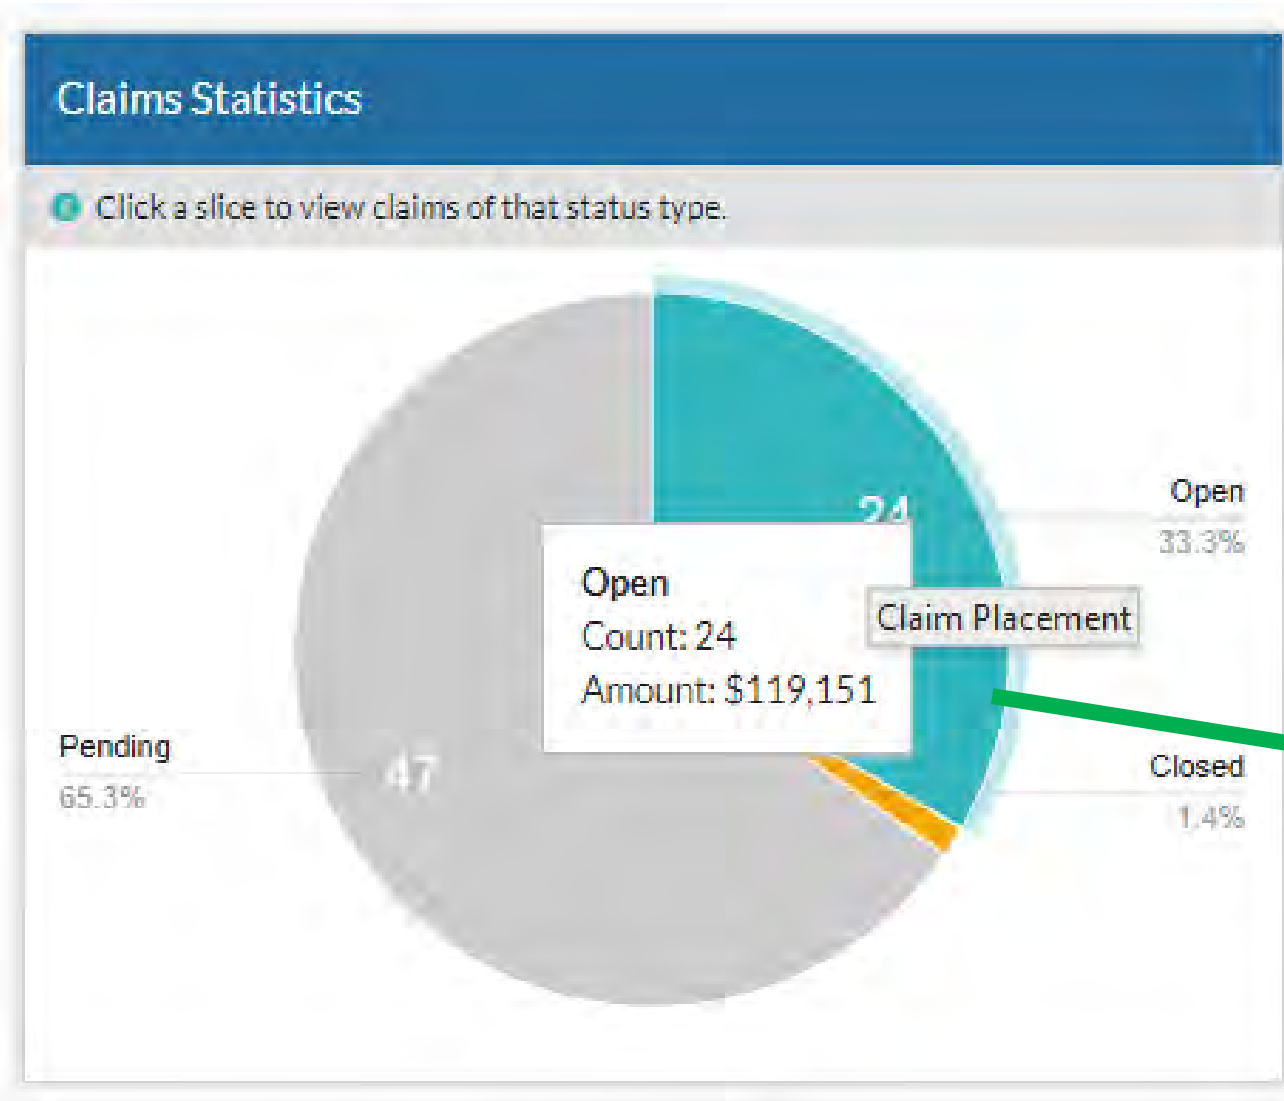 Claims Statistics
Click a slice to view claims of that status type.
24
Open
33.3%
Open
Count: 24
Amount: $119,151
Claim Placement
Pending
65.3%
47
Closed
1.4%